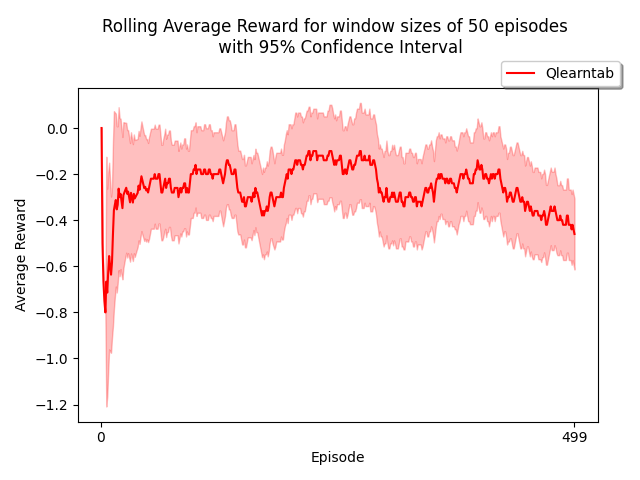 Rolling Average Reward for window sizes of 50 episodes
with 95% Confidence Interval
Qlearntab
0.0
−0.2
−0.4
−0.6
−0.8
−1.0
−1.2
Average Reward
0
499
Episode